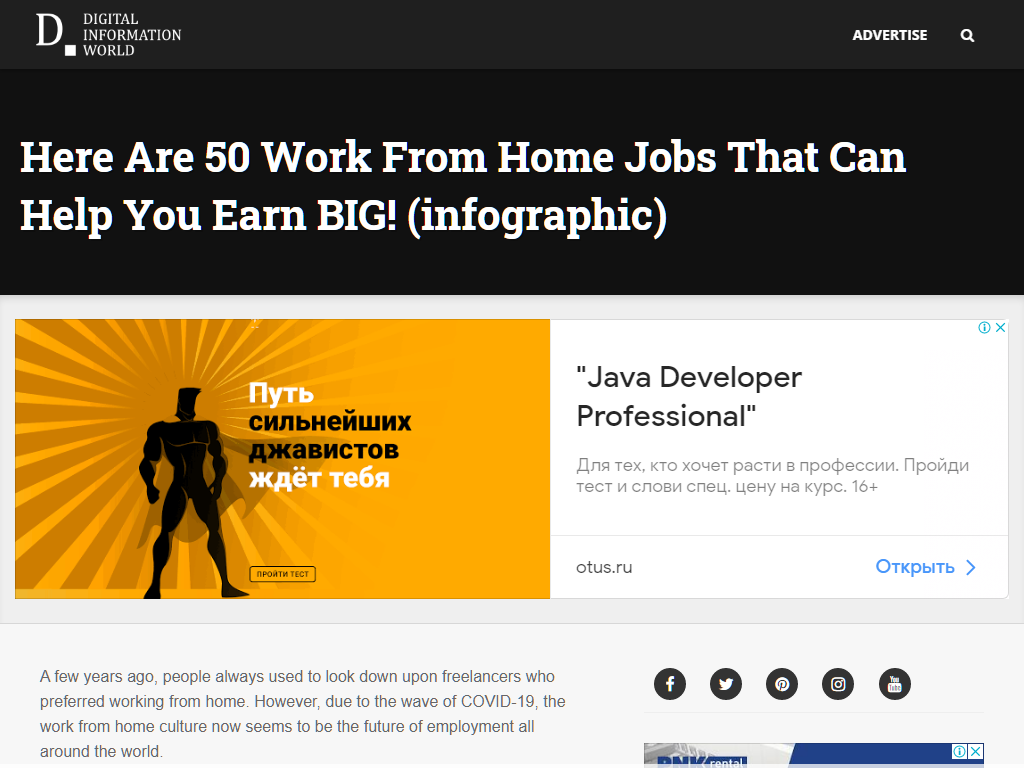 DIGITAL
INFORMATION
WORLD
ADVERTISE
Here Are 50 Work From Home Jobs That Can
Help You Earn BIG! (infographic)
Путь
сильнейших
джавистов
ждёт тебя
ПРОЙТИ ТЕСТ
"Java Developer
Professional"
Для тех, кто хочет расти в профессии. Пройди
тест и слови спец. цену на курс. 16+
otus.ru
Открыть
A few years ago, people always used to look down upon freelancers who
preferred working from home. However, due to the wave of COVID-19, the
work from home culture now seems to be the future of employment all
around the world.
You
Tube
rental